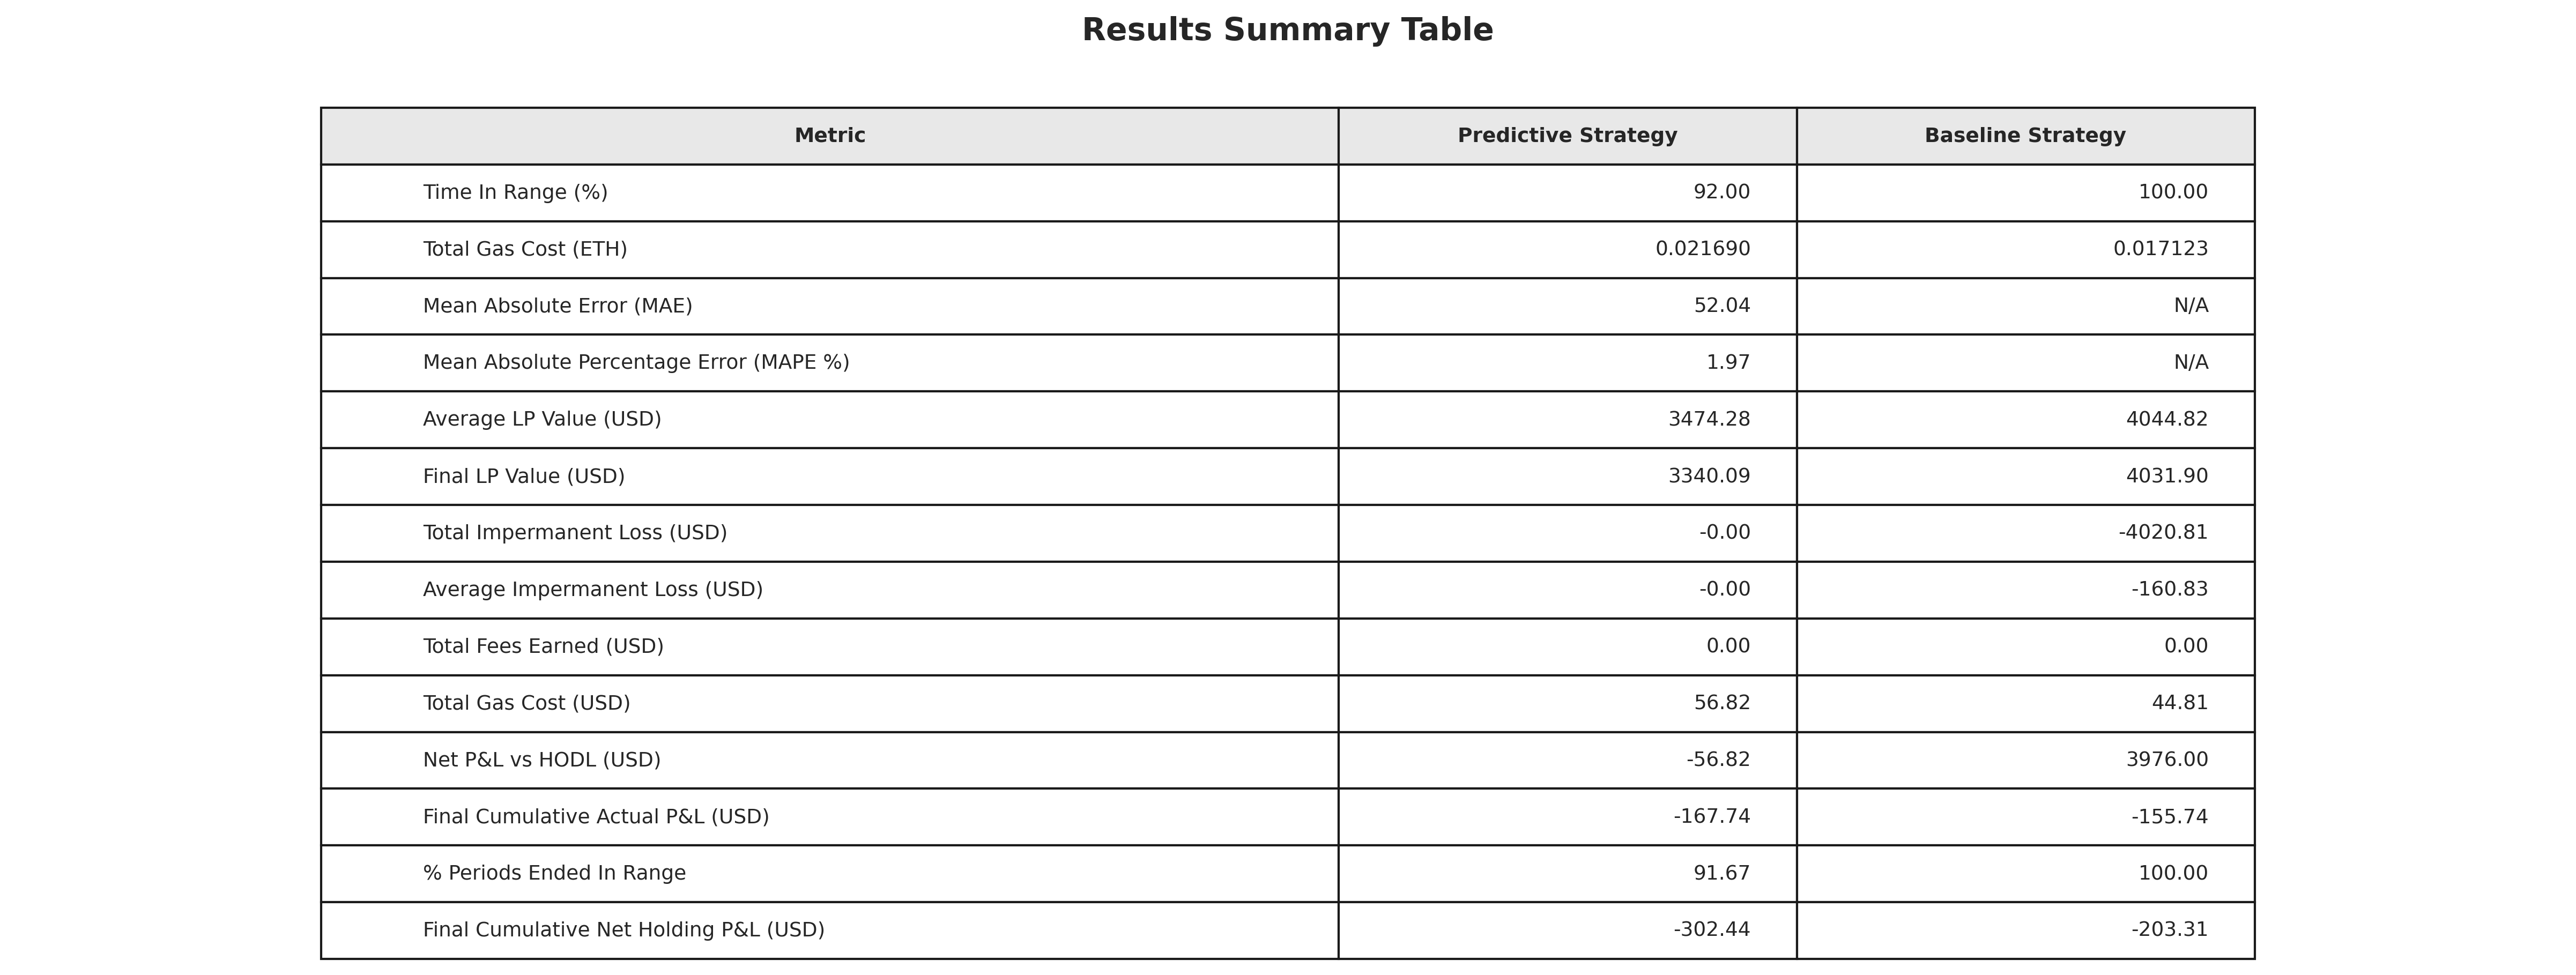 Results Summary Table
Metric Predictive Strategy Baseline Strategy
Time In Range (%) 92.00 100.00
Total Gas Cost (ETH) 0.021690 0.017123
Mean Absolute Error (MAE) 52.04 N/A
Mean Absolute Percentage Error (MAPE %) 1.97 N/A
Average LP Value (USD) 3474.28 4044.82
Final LP Value (USD) 3340.09 4031.90
Total Impermanent Loss (USD) -0.00 -4020.81
Average Impermanent Loss (USD) -0.00 -160.83
Total Fees Earned (USD) 0.00 0.00
Total Gas Cost (USD) 56.82 44.81
Net P&L vs HODL (USD) -56.82 3976.00
Final Cumulative Actual P&L (USD) -167.74 -155.74
% Periods Ended In Range 91.67 100.00
Final Cumulative Net Holding P&L (USD) -302.44 -203.31